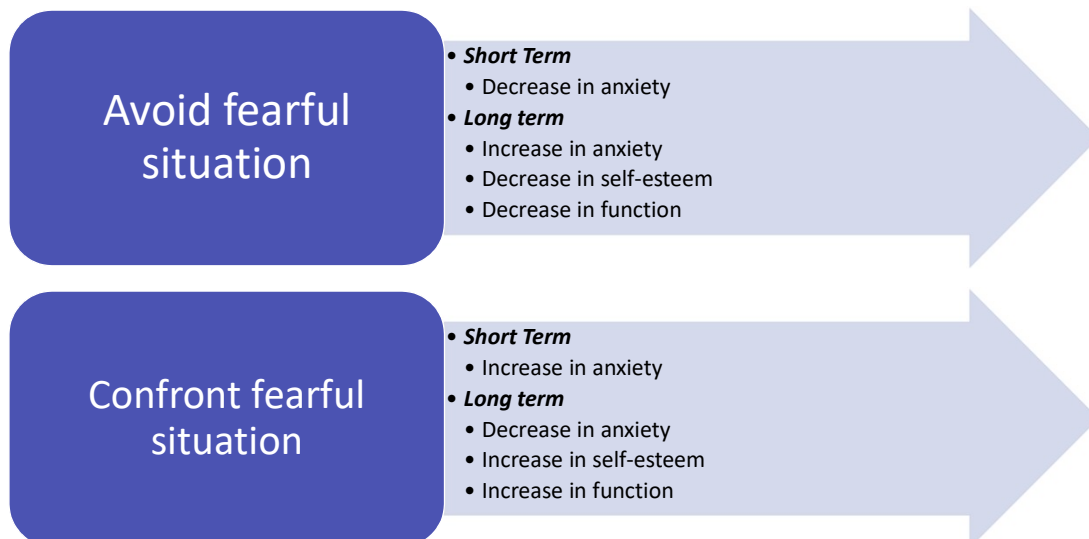 Avoid fearful
situation
• Short Term
• Decrease in anxiety
• Long term
• Increase in anxiety
• Decrease in self-esteem
• Decrease in function
Confront fearful
situation
• Short Term
• Increase in anxiety
• Long term
• Decrease in anxiety
• Increase in self-esteem
• Increase in function